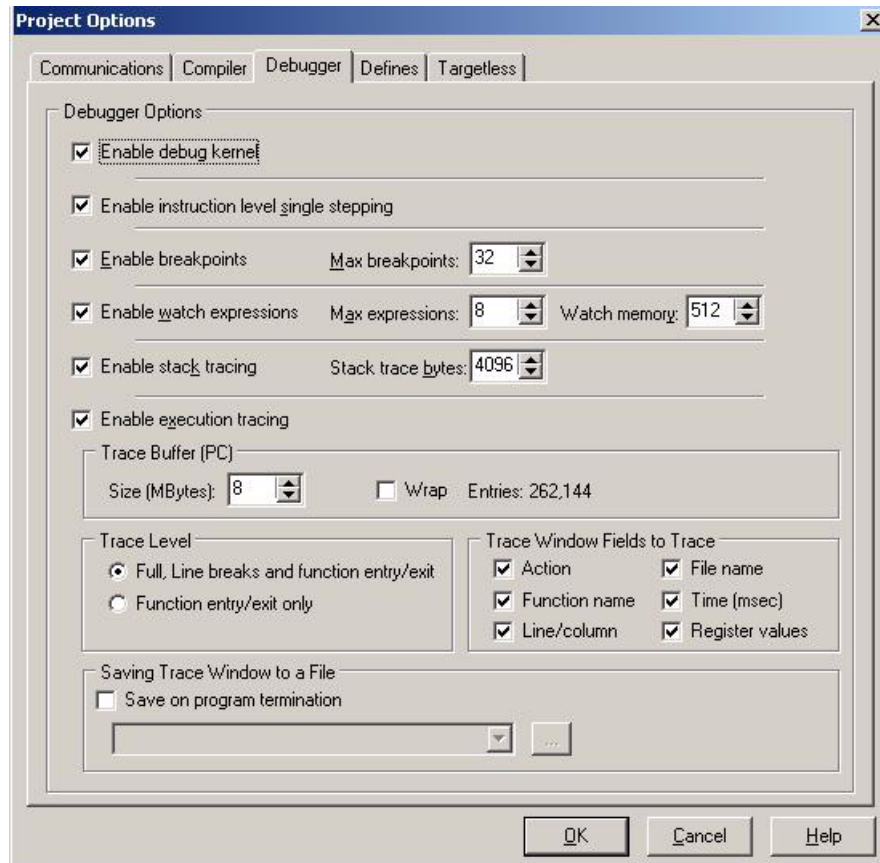 Project Options
Communications Compiler Debugger Defines Targetless
Debugger Options
Enable debug kernel
Enable instruction level single stepping
Enable breakpoints Max breakpoints: 32
Enable watch expressions Max expressions: 8 Watch memory: 512
Enable stack tracing Stack trace bytes: 4096
Enable execution tracing
Trace Buffer (PC)
Size (MBytes): 8 Wrap Entries: 262,144
Trace Level
Full, Line breaks and function entry/exit
Function entry/exit only
Trace Window Fields to Trace
Action File name
Function name Time (msec)
Line/column Register values
Saving Trace Window to a File
Save on program termination
...
OK Cancel Help